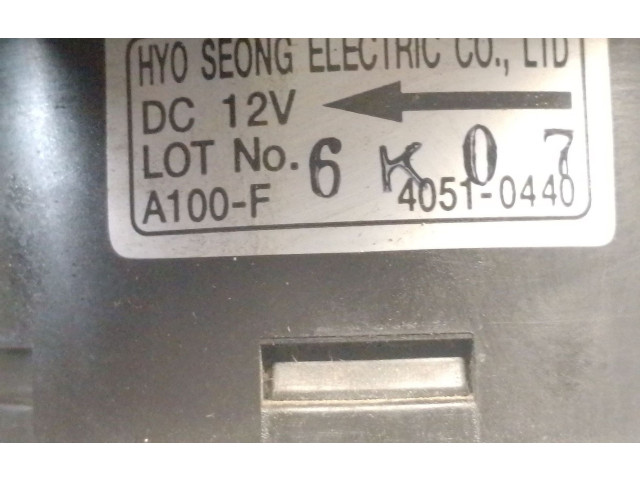 HYO SEONG ELECTRIC CO., LTD
DC 12V
LOT No. 6 K 0 7
A100-F 4051-0440